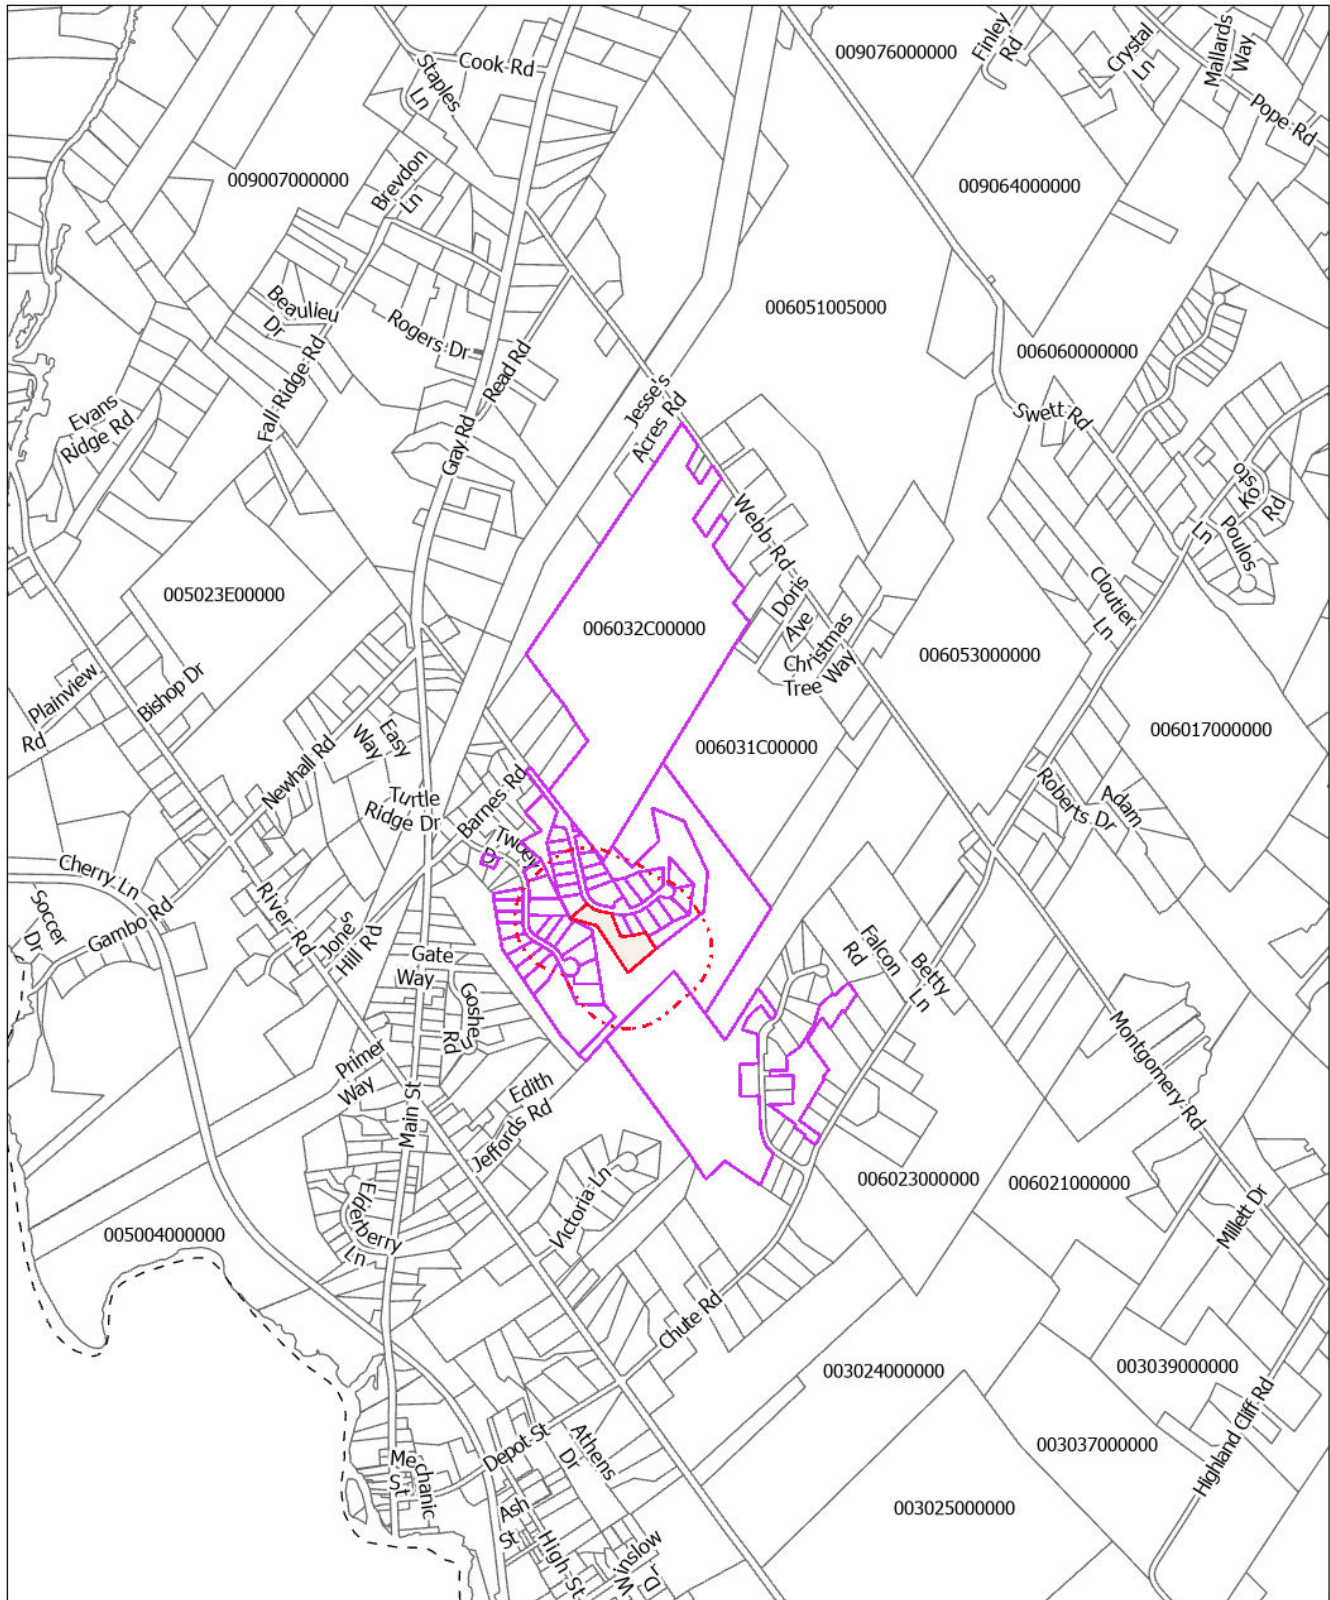 009076000000
Finley
Rd
Crystal
Ln
Mallards
Way
Pope Rd
Cook Rd
Staples
Ln
009007000000
Brevdon
Ln
009064000000
Beaulieu
Dr
Rogers Dr
Fall Ridge Rd
Read Rd
006051005000
006060000000
Evans
Ridge Rd
Gray Rd
Jesse's
Acres Rd
Swett Rd
Kosto
Rd
Poulos
Ln
Webb Rd
005023E00000
006032C00000
Doris
Ave
Christmas
Tree Way
Cloutier
Ln
006053000000
Plainview
Rd
Bishop Dr
Easy
Way
Newhall Rd
006031C00000
006017000000
Turtle
Ridge Dr
Barnes Rd
Twoey
Dr
Roberts Dr
Adam
Cherry Ln
Soccer
Dr
Gambo Rd
River Rd
Jones
Hill Rd
Gate
Way
Goshen
Rd
Falcon
Rd
Betty
Ln
Primer
Way
Main St
Edith
Jeffords Rd
Montgomery Rd
Victoria Ln
Elderberry
Ln
005004000000
006023000000
006021000000
Millett Dr
Chute Rd
003024000000
003039000000
003037000000
Highland Cliff Rd
Mechanic
St
Depot St
Athens
Dr
Ash
St
High St
Winslow
Dr
003025000000